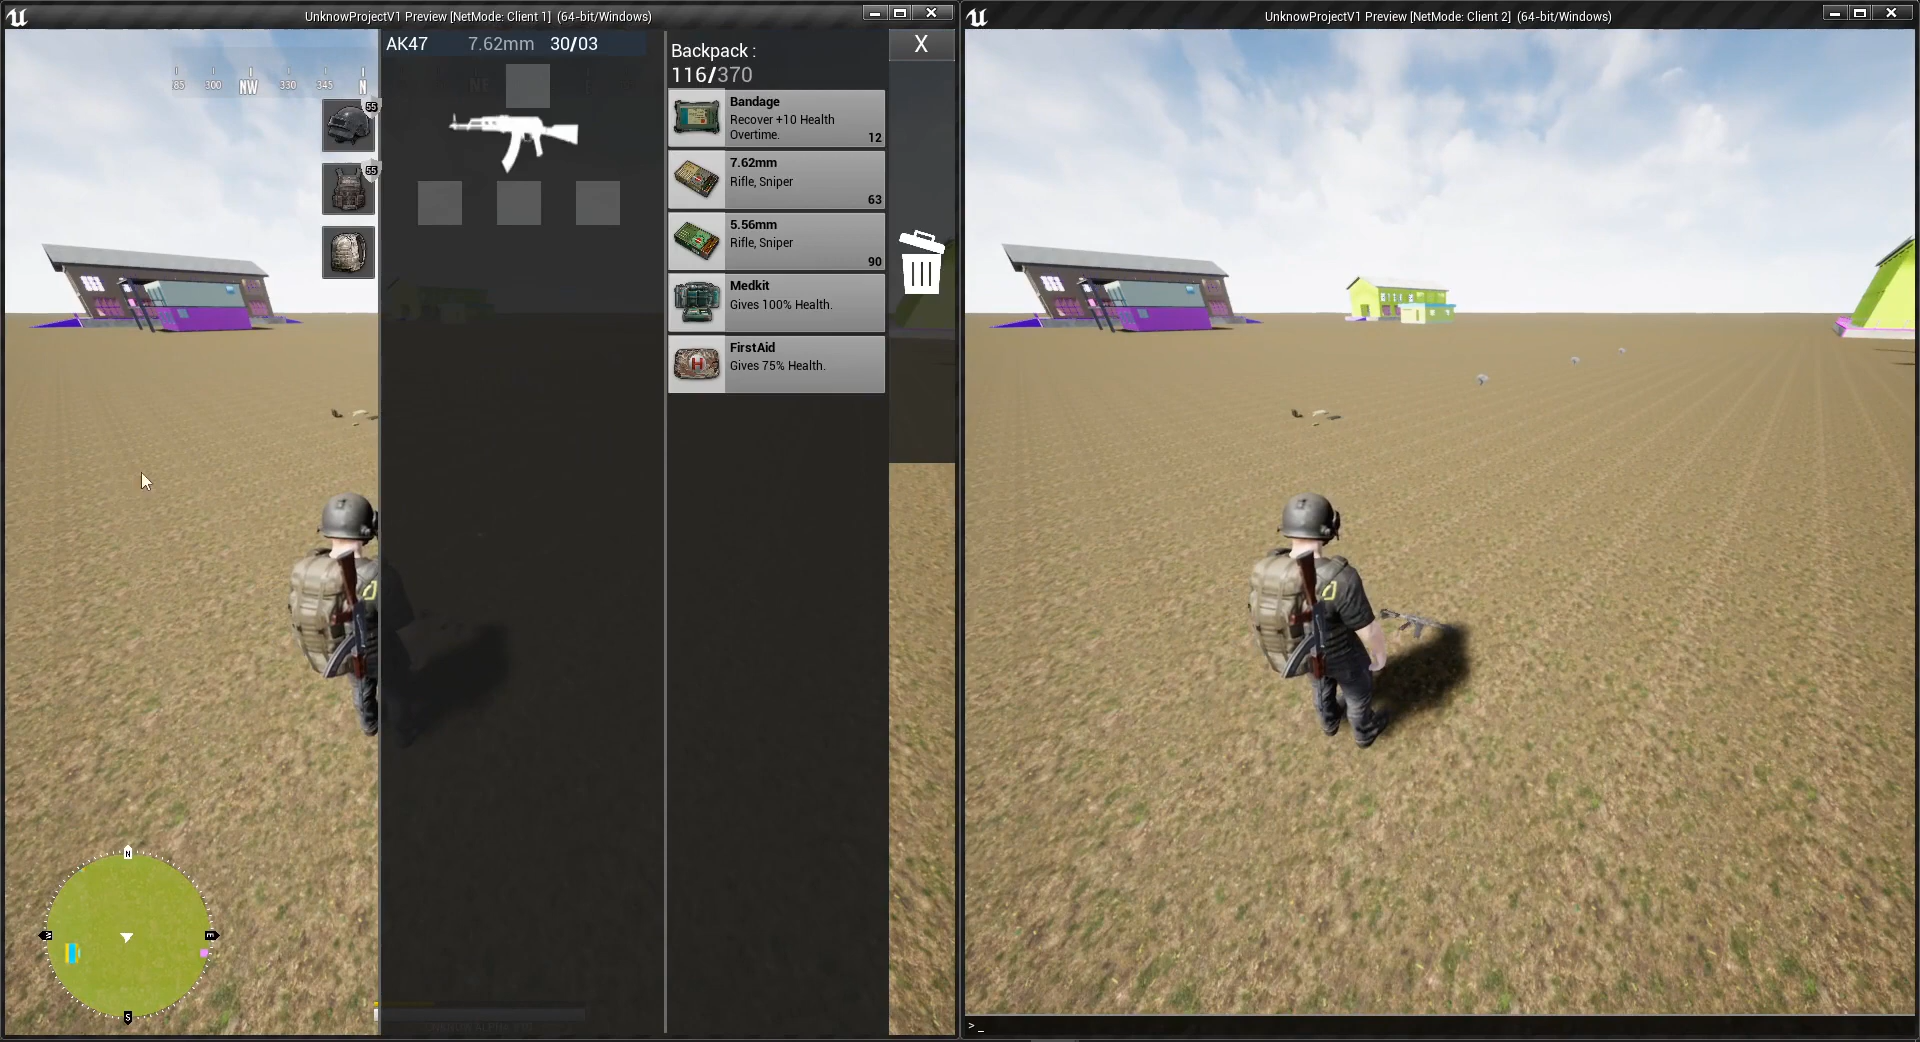 UnknowProjectV1 Preview [NetMode: Client 1] (64-bit/Windows)
UnknowProjectV1 Preview [NetMode: Client 2] (64-bit/Windows)
285 300 NW 330 345 N
NE
55
55
AK47 7.62mm 30/03
Backpack :
116/370
X
Bandage
Recover +10 Health
Overtime.
12
7.62mm
Rifle, Sniper
63
5.56mm
Rifle, Sniper
90
Medkit
Gives 100% Health.
FirstAid
Gives 75% Health.
H
N
W
E
S
>_